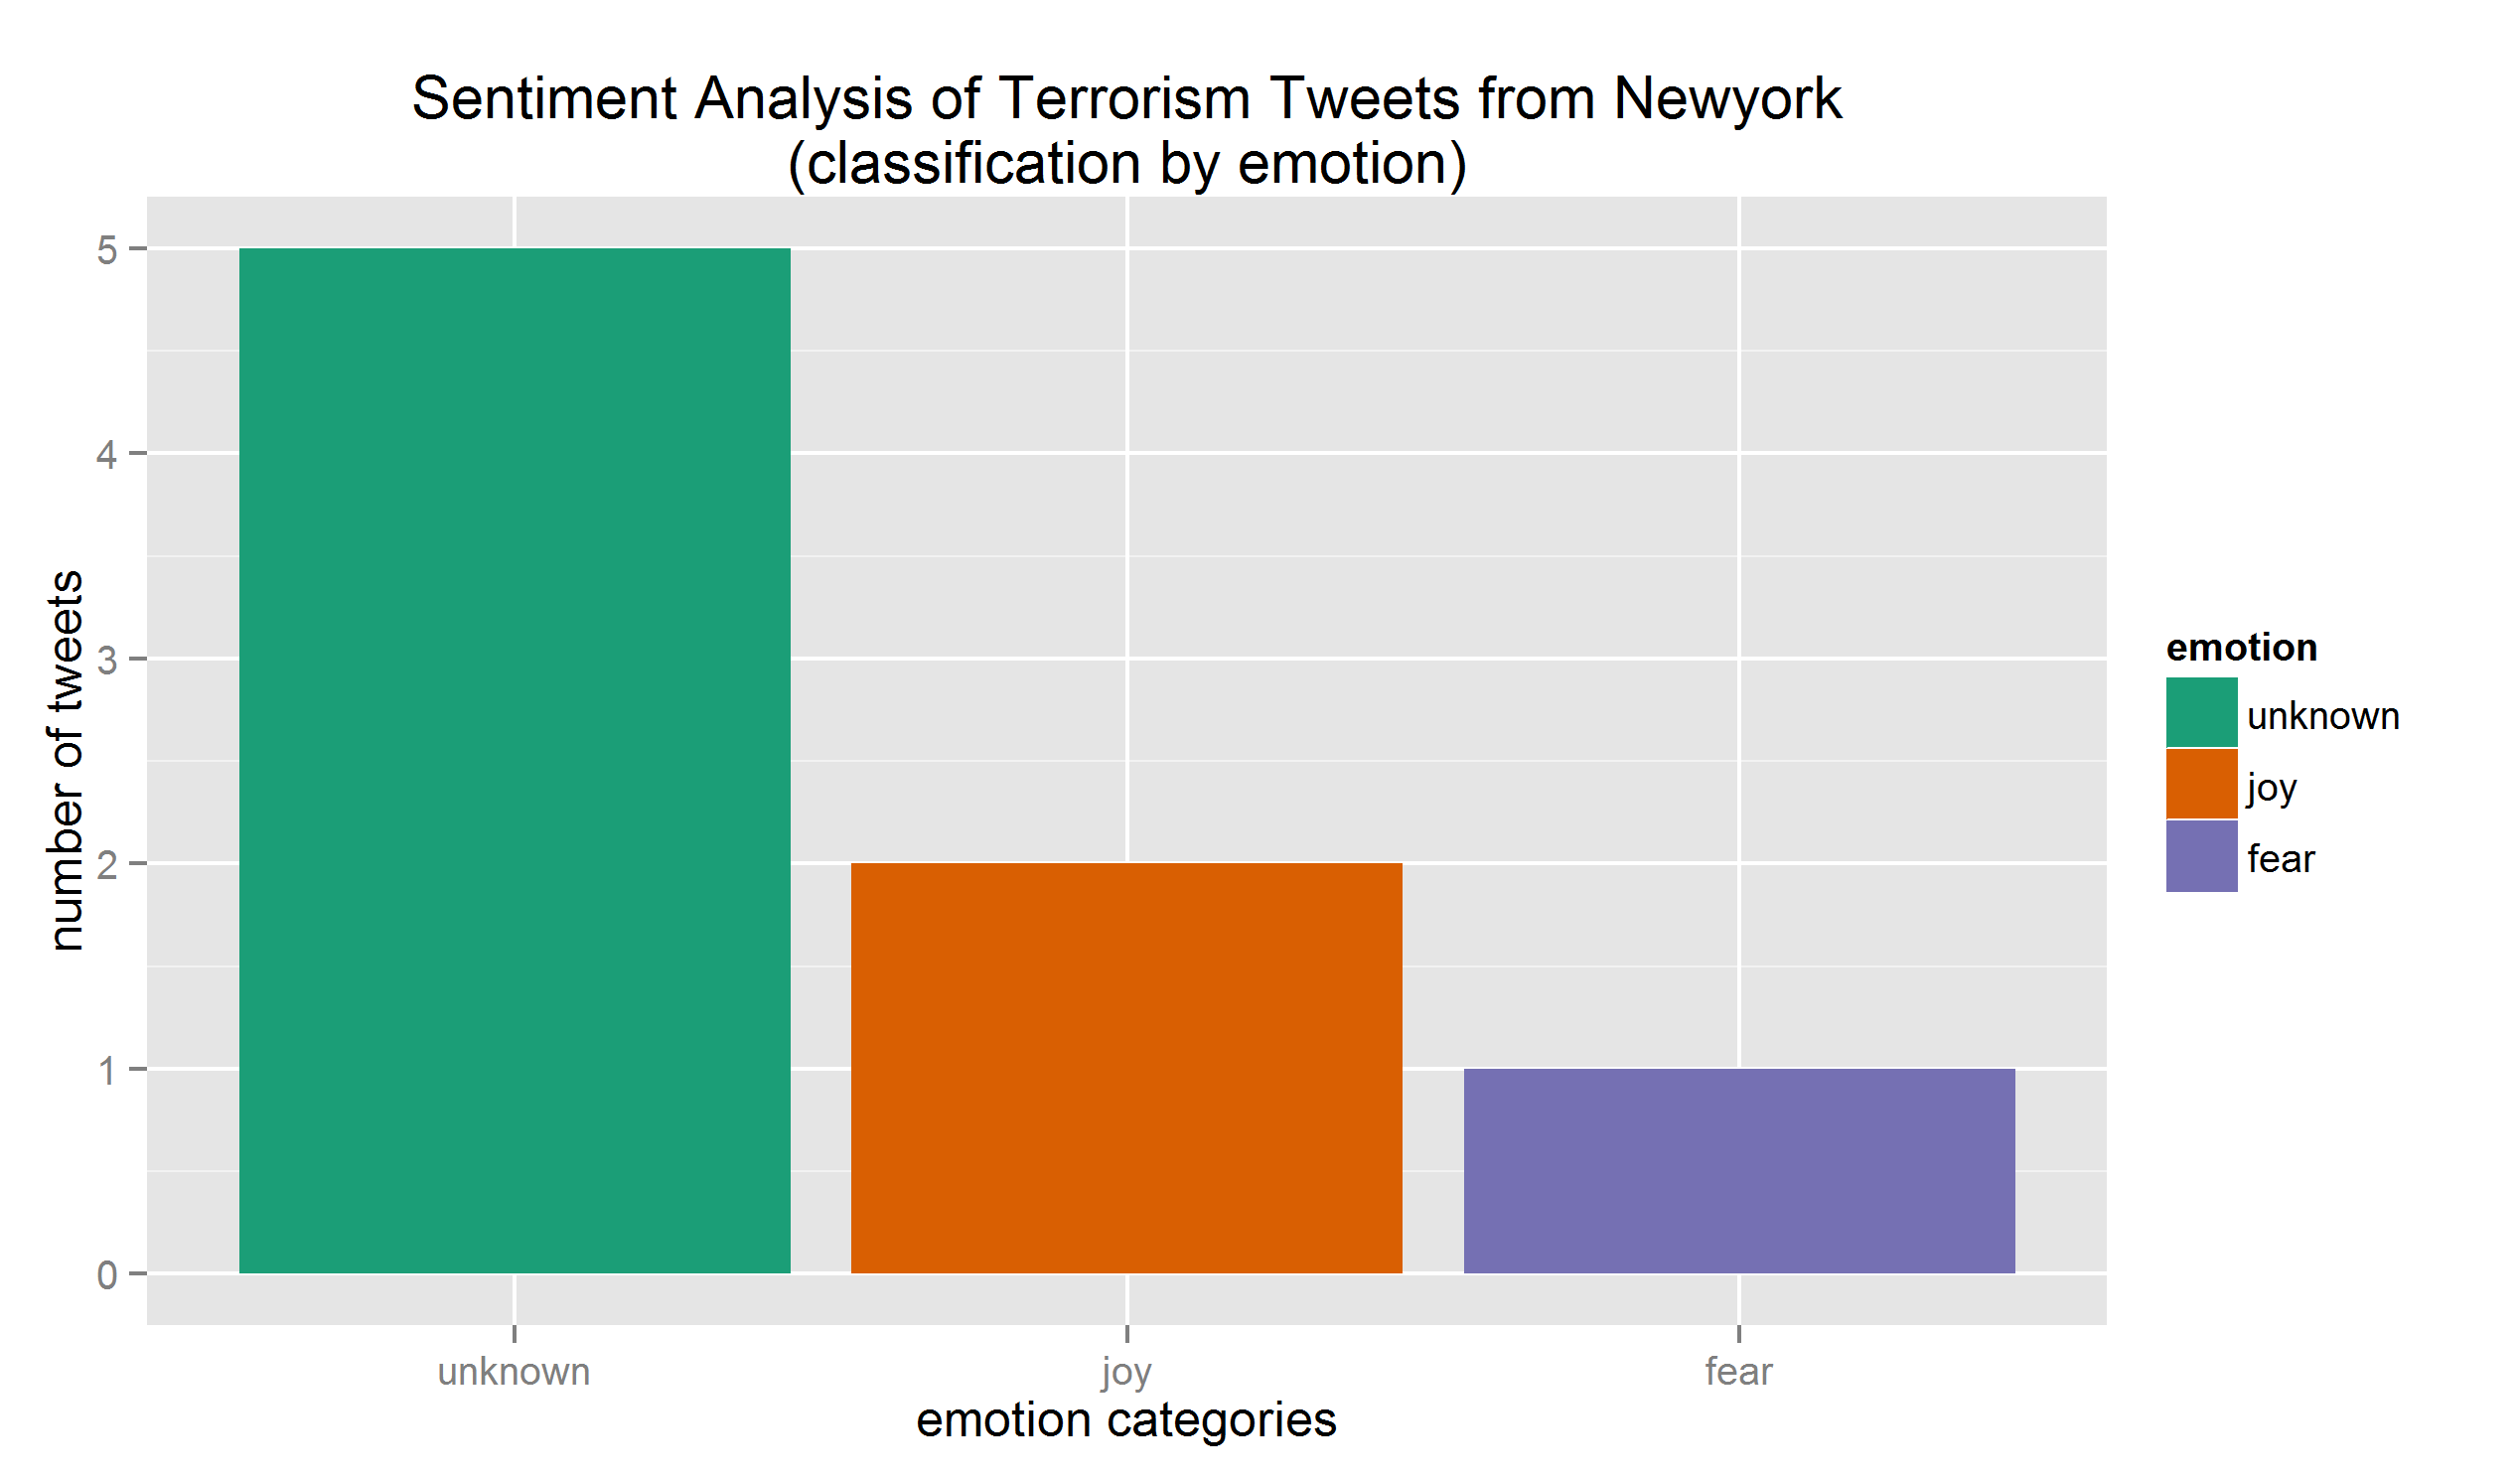 Sentiment Analysis of Terrorism Tweets from Newyork
(classification by emotion)
number of tweets
5
4
3
2
1
0
unknown
joy
fear
emotion categories
emotion
unknown
joy
fear